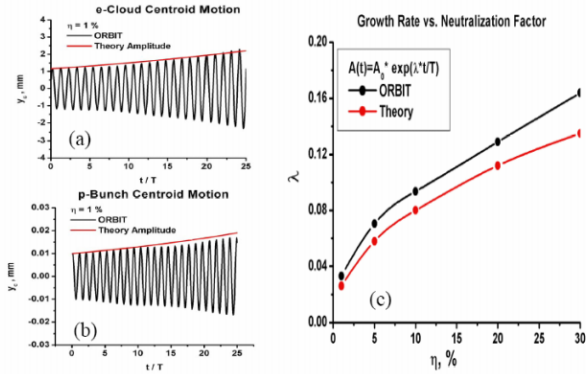 e-Cloud Centroid Motion
η = 1 %
ORBIT
Theory Amplitude
y_c, mm
4
3
2
1
0
-1
-2
-3
-4
(a)
0 5 10 15 20 25 30
t / T
p-Bunch Centroid Motion
η = 1 %
ORBIT
Theory Amplitude
y_c, mm
0.03
0.02
0.01
0.00
-0.01
-0.02
-0.03
(b)
0 5 10 15 20 25
t / T
Growth Rate vs. Neutralization Factor
A(t)=A_0* exp(λ*t/T)
ORBIT
Theory
λ
0.20
0.16
0.12
0.08
0.04
0.00
(c)
0 5 10 15 20 25 30
η, %